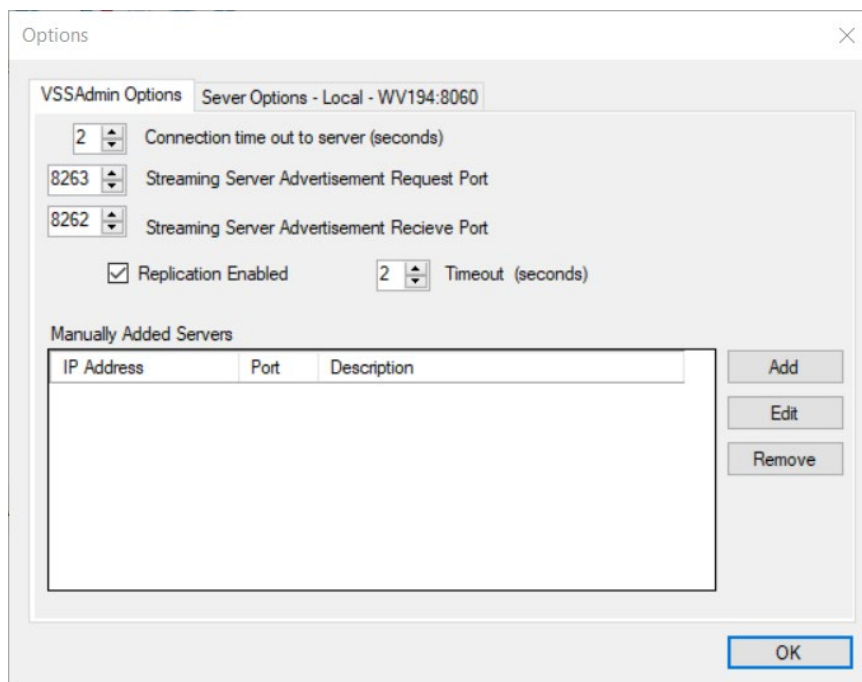 Options
VSSAdmin Options Sever Options - Local - WV194:8060
2 Connection time out to server (seconds)
8263 Streaming Server Advertisement Request Port
8262 Streaming Server Advertisement Recieve Port
Replication Enabled 2 Timeout (seconds)
Manually Added Servers
IP Address Port Description
Add
Edit
Remove
OK